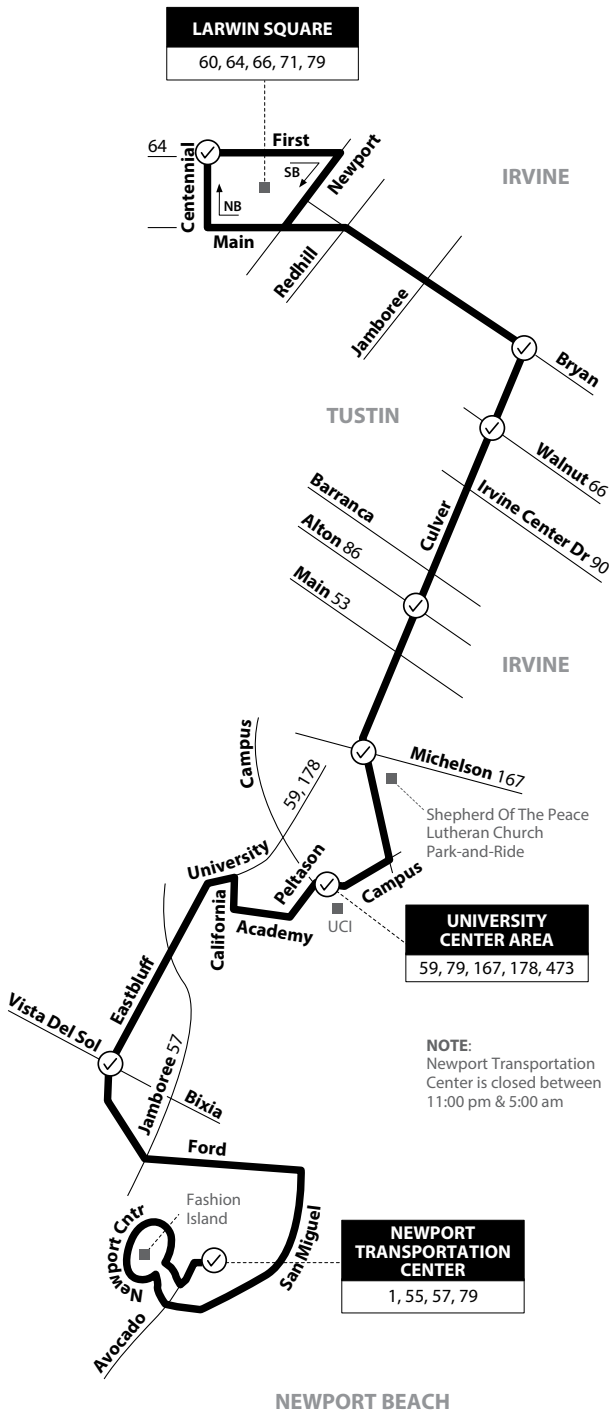 LARWIN SQUARE
60, 64, 66, 71, 79
64
First
Centennial
SB
Newport
IRVINE
NB
Main
Redhill
Jamboree
Bryan
TUSTIN
Walnut 66
Barranca
Culver
Irvine Center Dr 90
Alton 86
Main 53
IRVINE
Campus
Michelson 167
59, 178
Shepherd Of The Peace
Lutheran Church
Park-and-Ride
University
Peltason
Campus
California
Academy
UCI
UNIVERSITY
CENTER AREA
59, 79, 167, 178, 473
Eastbluff
Vista Del Sol
NOTE:
Newport Transportation
Center is closed between
11:00 pm & 5:00 am
Jamboree 57
Bixia
Ford
Fashion
Island
Newport Cntr
San Miguel
NEWPORT
TRANSPORTATION
CENTER
1, 55, 57, 79
Avocado
NEWPORT BEACH